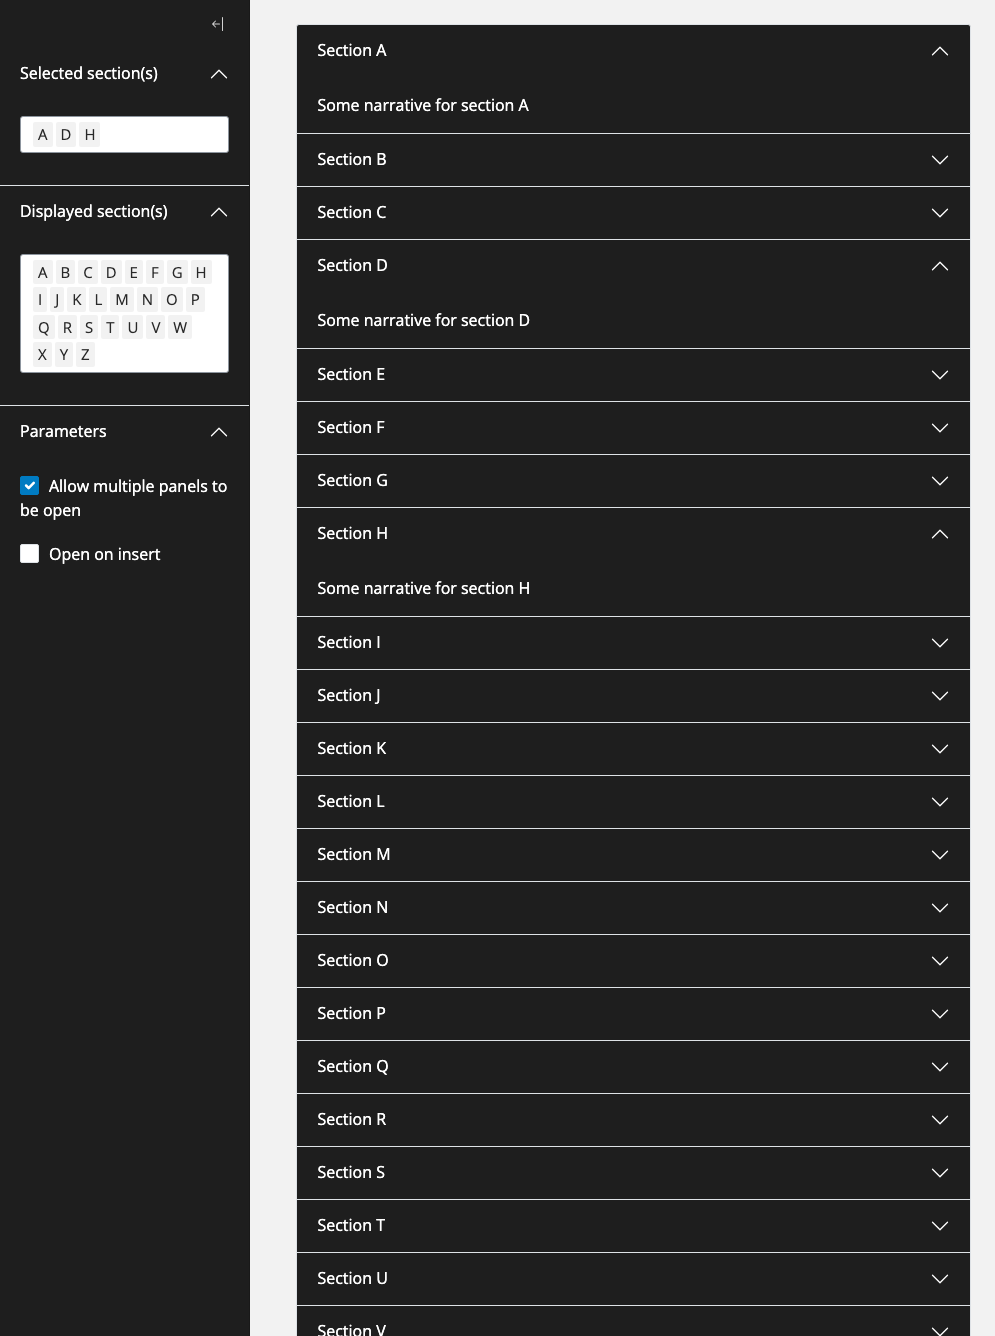 Selected section(s)
A D H
Displayed section(s)
A B C D E F G H
I J K L M N O P
Q R S T U V W
X Y Z
Parameters
Allow multiple panels to
be open
Open on insert
Section A
Some narrative for section A
Section B
Section C
Section D
Some narrative for section D
Section E
Section F
Section G
Section H
Some narrative for section H
Section I
Section J
Section K
Section L
Section M
Section N
Section O
Section P
Section Q
Section R
Section S
Section T
Section U
Section V